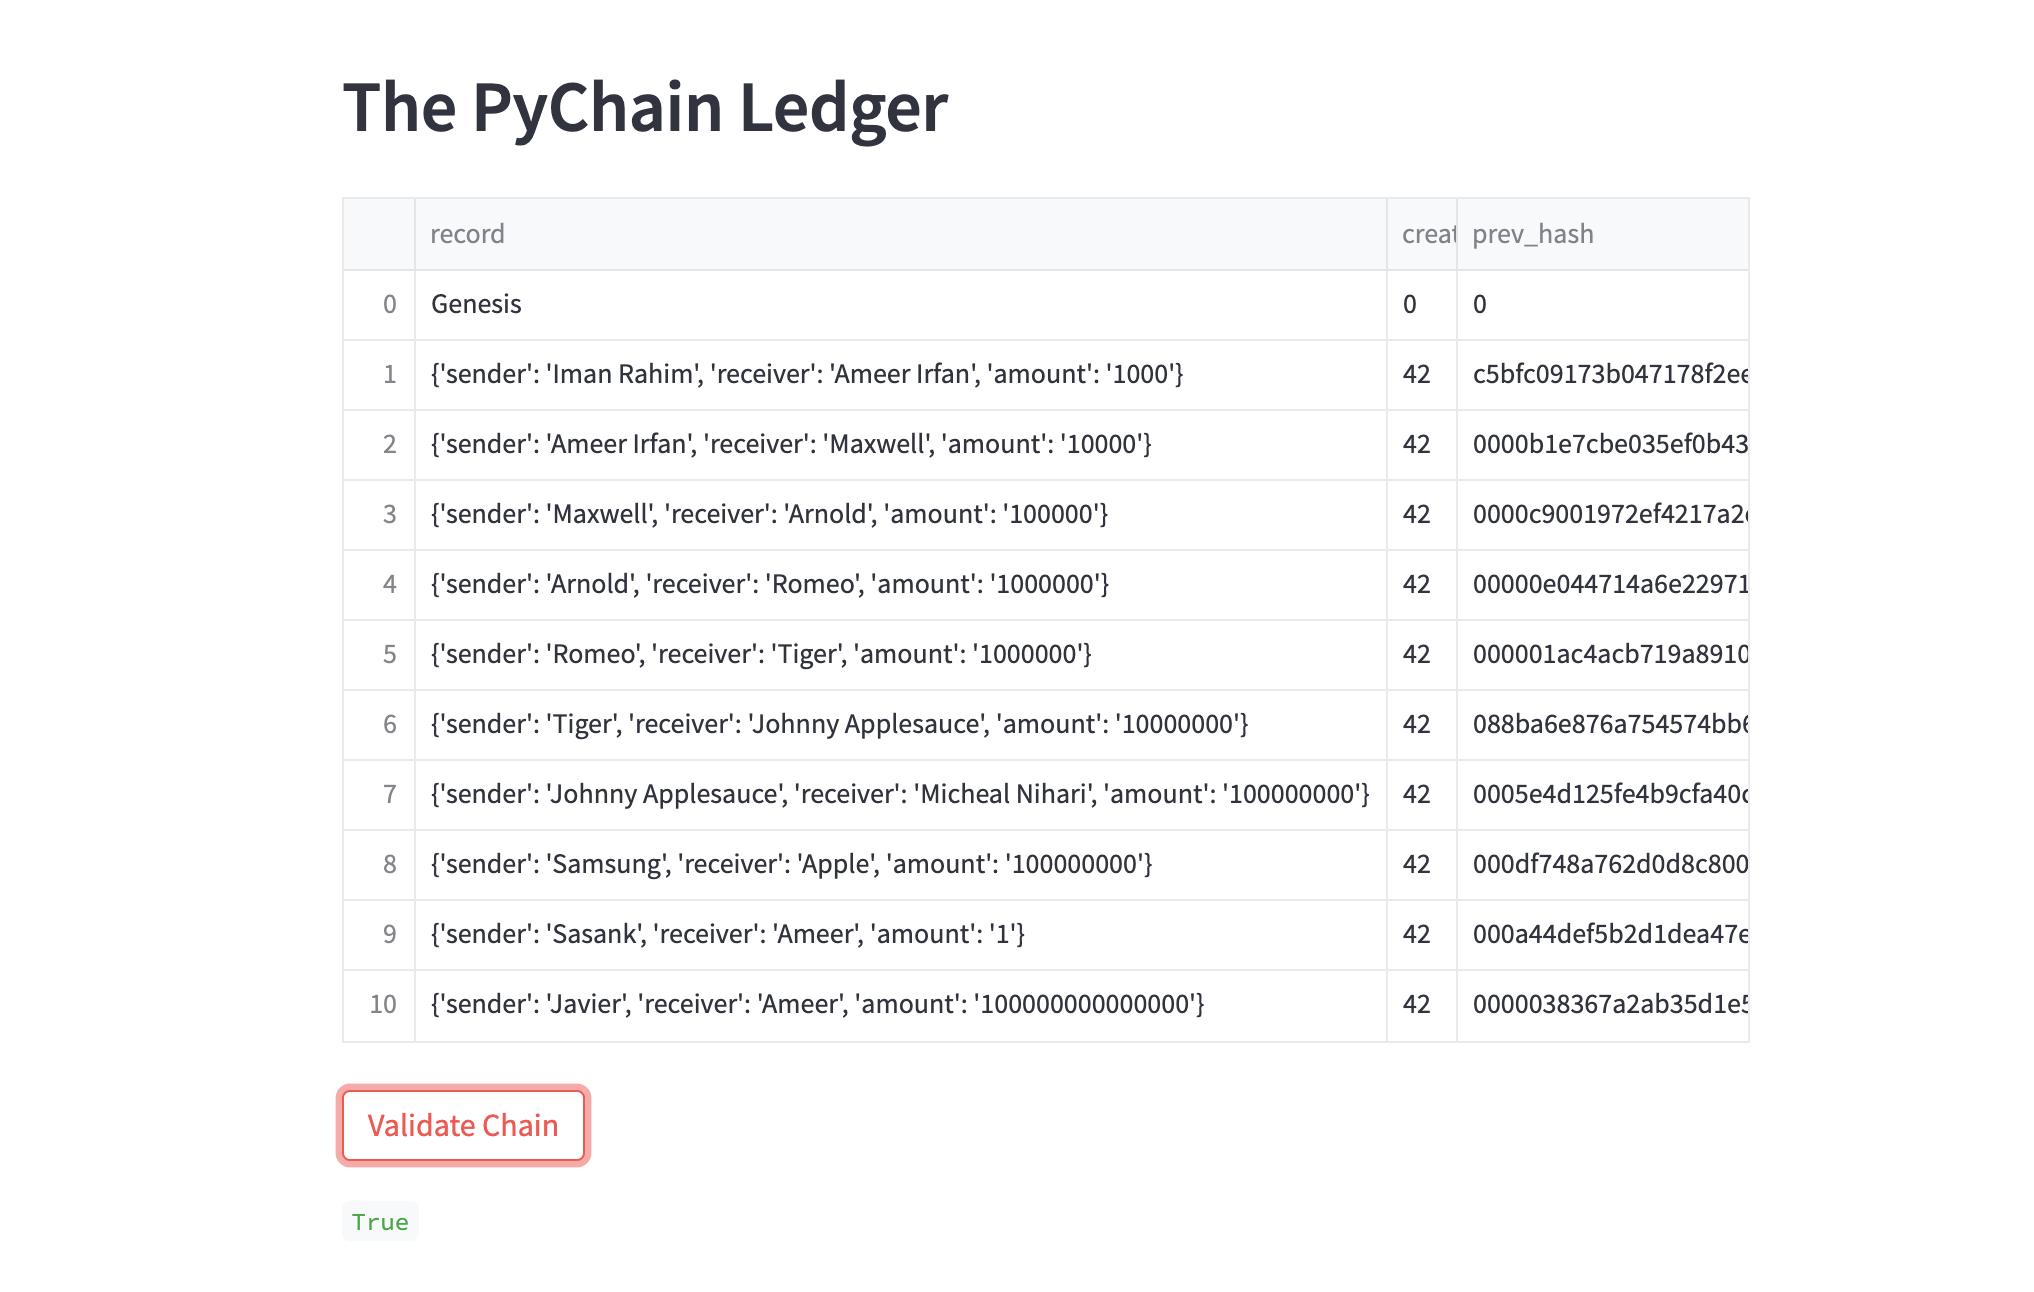 The PyChain Ledger
record creat prev_hash
0 Genesis 0 0
1 {'sender': 'Iman Rahim', 'receiver': 'Ameer Irfan', 'amount': '1000'} 42 c5bfc09173b047178f2ee
2 {'sender': 'Ameer Irfan', 'receiver': 'Maxwell', 'amount': '10000'} 42 0000b1e7cbe035ef0b43
3 {'sender': 'Maxwell', 'receiver': 'Arnold', 'amount': '100000'} 42 0000c9001972ef4217a2
4 {'sender': 'Arnold', 'receiver': 'Romeo', 'amount': '1000000'} 42 00000e044714a6e22971
5 {'sender': 'Romeo', 'receiver': 'Tiger', 'amount': '1000000'} 42 000001ac4acb719a8910
6 {'sender': 'Tiger', 'receiver': 'Johnny Applesauce', 'amount': '10000000'} 42 088ba6e876a754574bb6
7 {'sender': 'Johnny Applesauce', 'receiver': 'Micheal Nihari', 'amount': '100000000'} 42 0005e4d125fe4b9cfa40
8 {'sender': 'Samsung', 'receiver': 'Apple', 'amount': '100000000'} 42 000df748a762d0d8c800
9 {'sender': 'Sasank', 'receiver': 'Ameer', 'amount': '1'} 42 000a44def5b2d1dea47e
10 {'sender': 'Javier', 'receiver': 'Ameer', 'amount': '100000000000000'} 42 0000038367a2ab35d1e5
Validate Chain
True